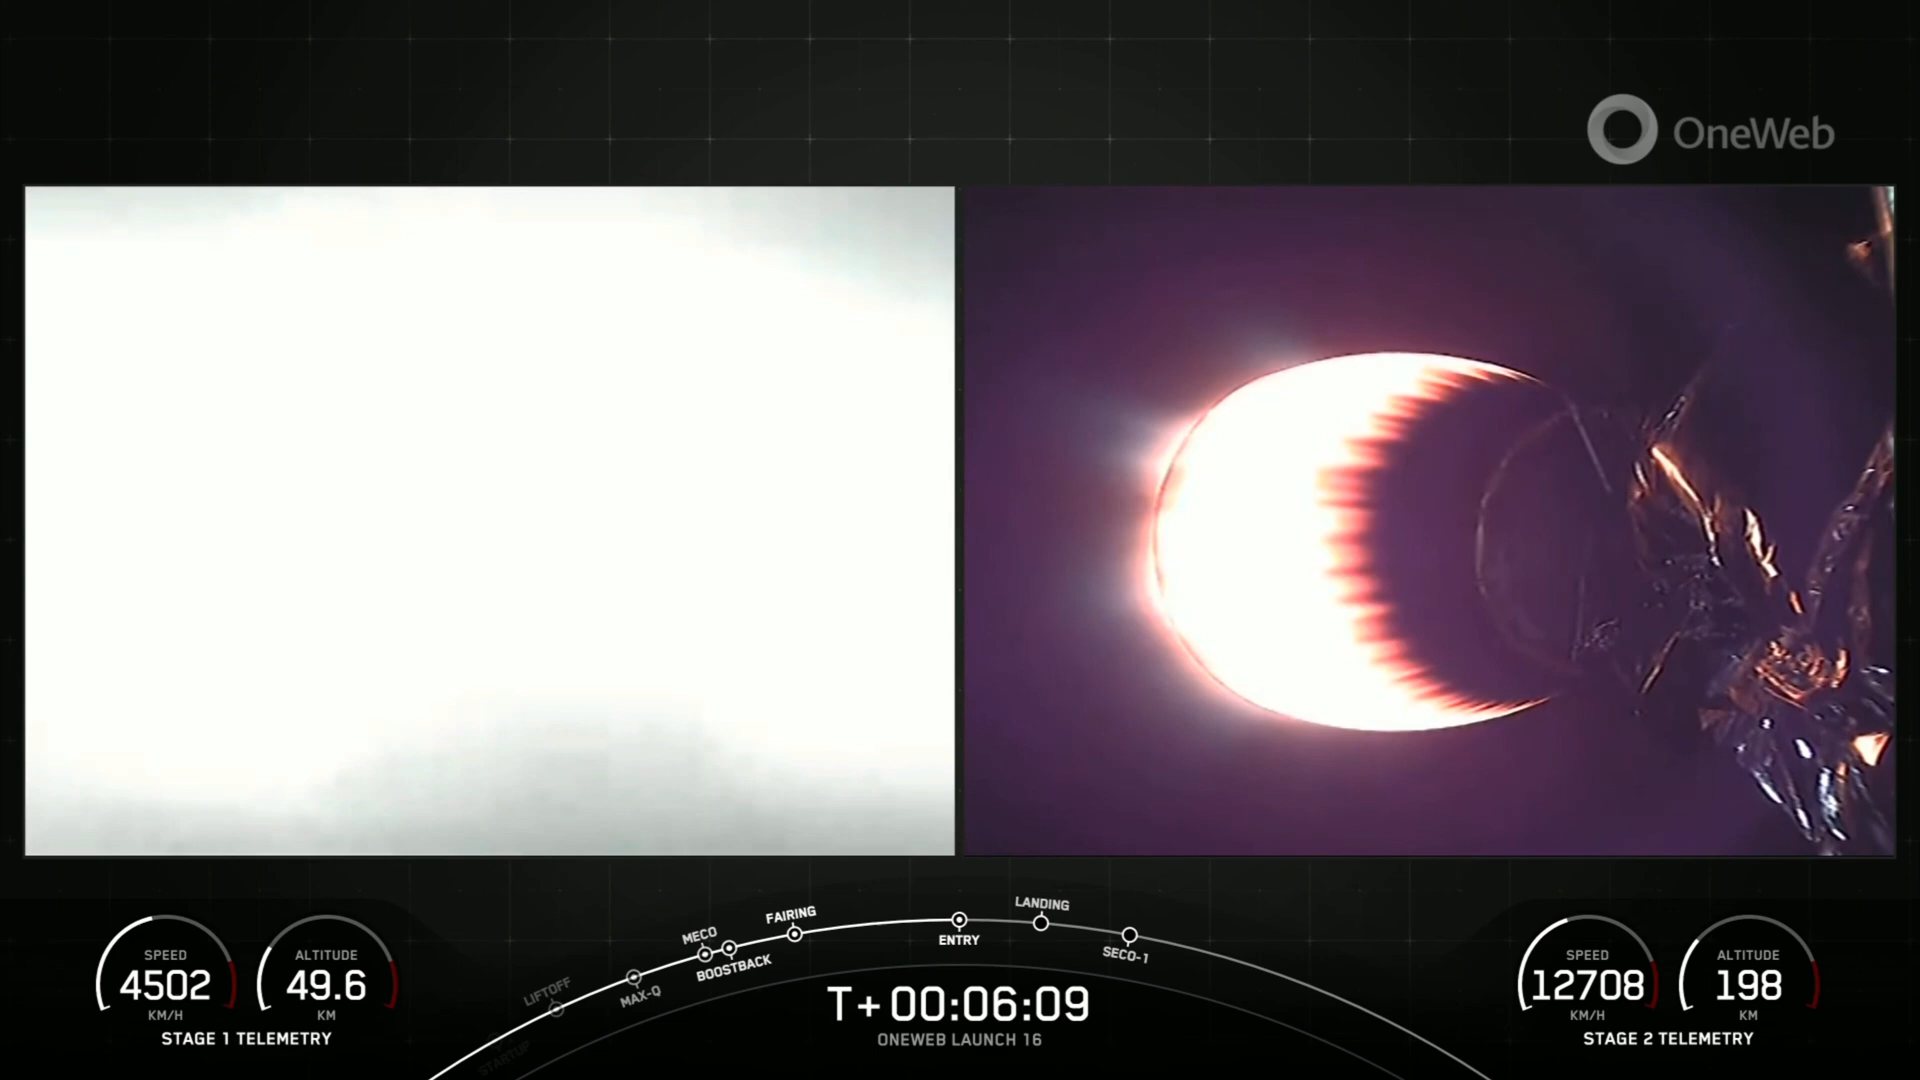 OneWeb
LIFTOFF
STARTUP
MAX-Q
MECO
BOOSTBACK
FAIRING
ENTRY
LANDING
SECO-1
SPEED
4502
KM/H
ALTITUDE
49.6
KM
STAGE 1 TELEMETRY
T+00:06:09
ONEWEB LAUNCH 16
SPEED
12708
KM/H
ALTITUDE
198
KM
STAGE 2 TELEMETRY